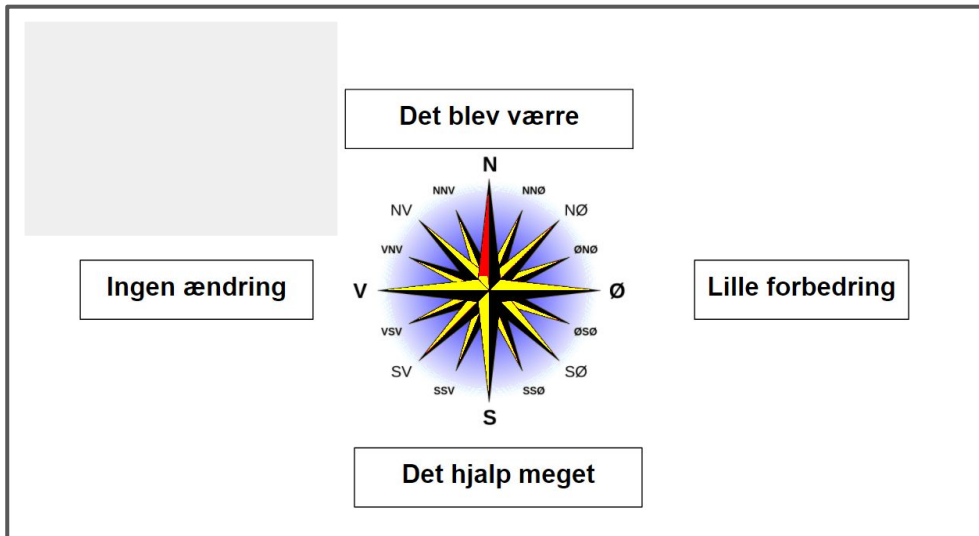 Det blev værre
N
NNV NNØ
NV NØ
VNV ØNØ
Ingen ændring V Ø Lille forbedring
VSV ØSØ
SV SØ
SSV SSØ
S
Det hjalp meget